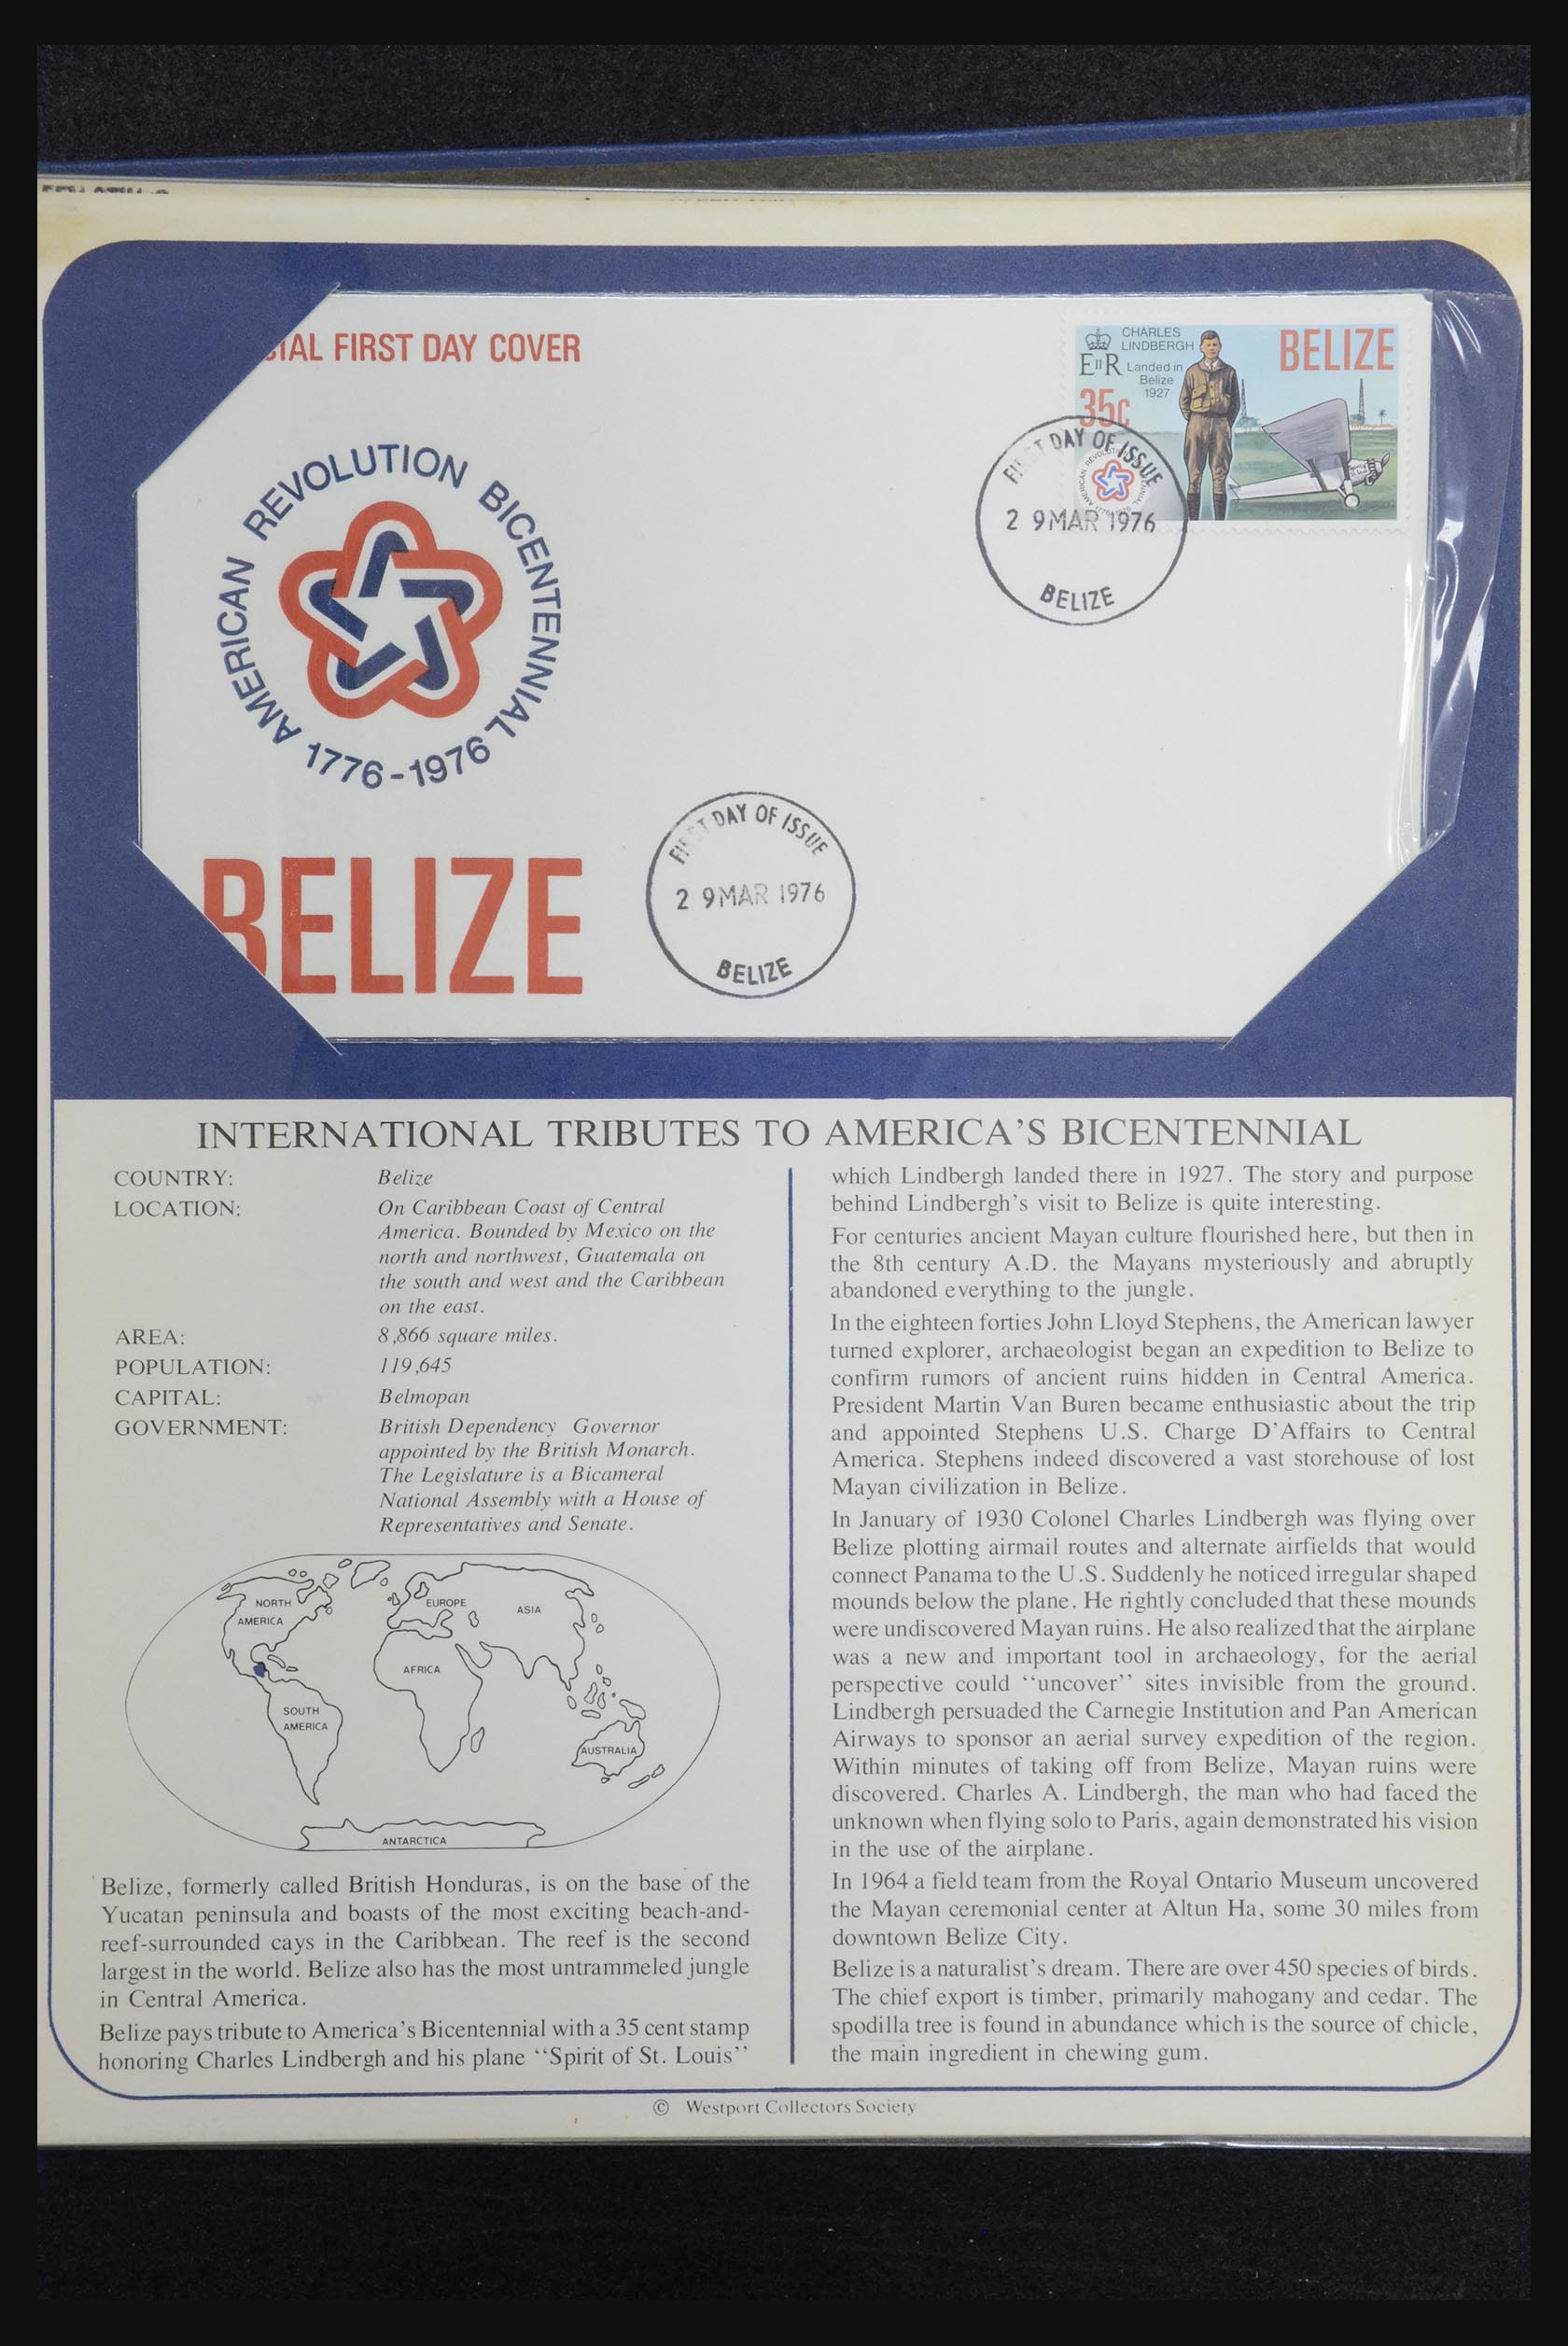 CIAL FIRST DAY COVER
AMERICAN REVOLUTION BICENTENNIAL
1776-1976
BELIZE
CHARLES
LINDBERGH
EIIR
Landed in
Belize
1927
35c
BELIZE
AMERICAN REVOLUTION BICENTENNIAL
1776-1976
FIRST DAY OF ISSUE
2 9 MAR 1976
BELIZE
FIRST DAY OF ISSUE
2 9 MAR 1976
BELIZE
INTERNATIONAL TRIBUTES TO AMERICA'S BICENTENNIAL
COUNTRY: Belize
LOCATION: On Caribbean Coast of Central
America. Bounded by Mexico on the
north and northwest, Guatemala on
the south and west and the Caribbean
on the east.
AREA: 8,866 square miles.
POPULATION: 119,645
CAPITAL: Belmopan
GOVERNMENT: British Dependency Governor
appointed by the British Monarch.
The Legislature is a Bicameral
National Assembly with a House of
Representatives and Senate.
NORTH
AMERICA
EUROPE
ASIA
AFRICA
SOUTH
AMERICA
AUSTRALIA
ANTARCTICA
Belize, formerly called British Honduras, is on the base of the
Yucatan peninsula and boasts of the most exciting beach-and-
reef-surrounded cays in the Caribbean. The reef is the second
largest in the world. Belize also has the most untrammeled jungle
in Central America.
Belize pays tribute to America's Bicentennial with a 35 cent stamp
honoring Charles Lindbergh and his plane "Spirit of St. Louis"
which Lindbergh landed there in 1927. The story and purpose
behind Lindbergh's visit to Belize is quite interesting.
For centuries ancient Mayan culture flourished here, but then in
the 8th century A.D. the Mayans mysteriously and abruptly
abandoned everything to the jungle.
In the eighteen forties John Lloyd Stephens, the American lawyer
turned explorer, archaeologist began an expedition to Belize to
confirm rumors of ancient ruins hidden in Central America.
President Martin Van Buren became enthusiastic about the trip
and appointed Stephens U.S. Charge D'Affairs to Central
America. Stephens indeed discovered a vast storehouse of lost
Mayan civilization in Belize.
In January of 1930 Colonel Charles Lindbergh was flying over
Belize plotting airmail routes and alternate airfields that would
connect Panama to the U.S. Suddenly he noticed irregular shaped
mounds below the plane. He rightly concluded that these mounds
were undiscovered Mayan ruins. He also realized that the airplane
was a new and important tool in archaeology, for the aerial
perspective could "uncover" sites invisible from the ground.
Lindbergh persuaded the Carnegie Institution and Pan American
Airways to sponsor an aerial survey expedition of the region.
Within minutes of taking off from Belize, Mayan ruins were
discovered. Charles A. Lindbergh, the man who had faced the
unknown when flying solo to Paris, again demonstrated his vision
in the use of the airplane.
In 1964 a field team from the Royal Ontario Museum uncovered
the Mayan ceremonial center at Altun Ha, some 30 miles from
downtown Belize City.
Belize is a naturalist's dream. There are over 450 species of birds.
The chief export is timber, primarily mahogany and cedar. The
spodilla tree is found in abundance which is the source of chicle,
the main ingredient in chewing gum.
© Westport Collectors Society